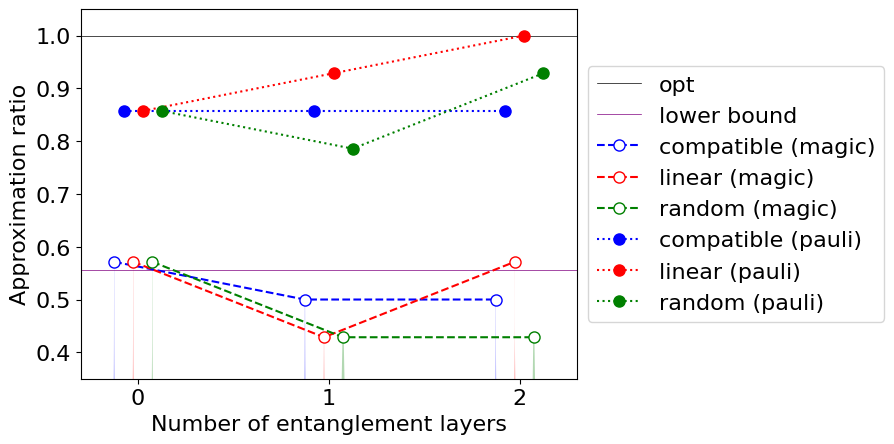 1.0
0.9
0.8
0.7
0.6
0.5
0.4
Approximation ratio
0 1 2
Number of entanglement layers
opt
lower bound
compatible (magic)
linear (magic)
random (magic)
compatible (pauli)
linear (pauli)
random (pauli)